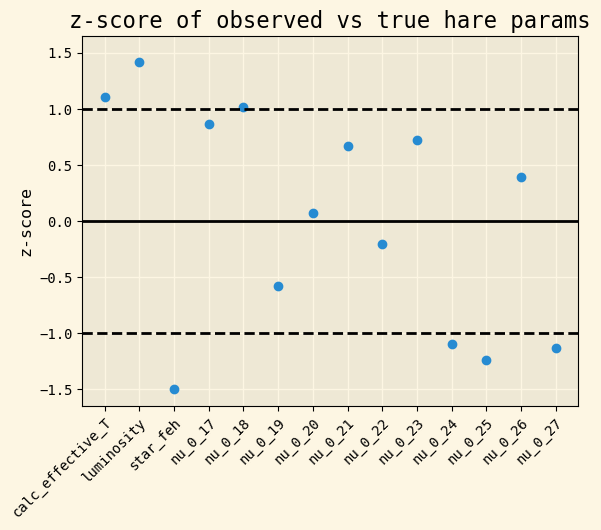 z-score of observed vs true hare params
z-score
1.5
1.0
0.5
0.0
−0.5
−1.0
−1.5
calc_effective_T
luminosity
star_feh
nu_0_17
nu_0_18
nu_0_19
nu_0_20
nu_0_21
nu_0_22
nu_0_23
nu_0_24
nu_0_25
nu_0_26
nu_0_27